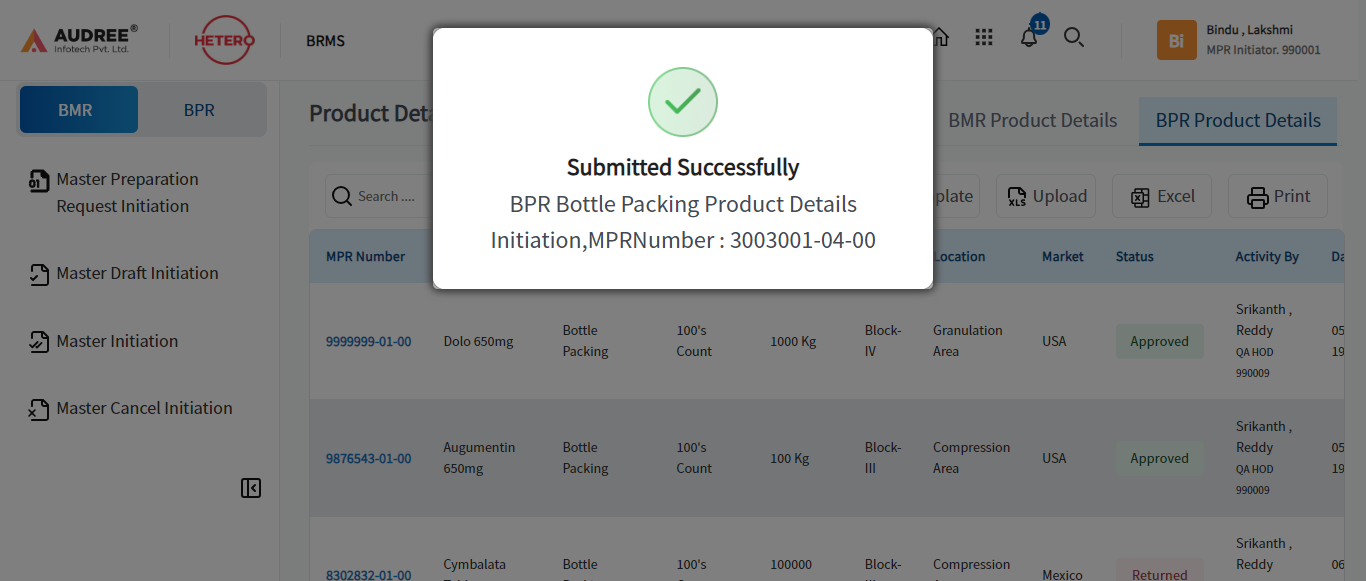 AUDREE®
Infotech Pvt. Ltd.
HETERO
BRMS
11
Bi
Bindu , Lakshmi
MPR Initiator. 990001
BMR
BPR
Master Preparation
Request Initiation
Master Draft Initiation
Master Initiation
Master Cancel Initiation
Product Det
BMR Product Details
BPR Product Details
Submitted Successfully
BPR Bottle Packing Product Details
Initiation,MPRNumber : 3003001-04-00
Search ....
plate
XLS
Upload
Excel
Print
MPR Number
Location
Market
Status
Activity By
Da
9999999-01-00
Dolo 650mg
Bottle
Packing
100's
Count
1000 Kg
Block-
IV
Granulation
Area
USA
Approved
Srikanth ,
Reddy
QA HOD
990009
05
19
9876543-01-00
Augumentin
650mg
Bottle
Packing
100's
Count
100 Kg
Block-
III
Compression
Area
USA
Approved
Srikanth ,
Reddy
QA HOD
990009
05
19
8302832-01-00
Cymbalata
Bottle
100's
100000
Block-
Compression
Mexico
Returned
Srikanth ,
Reddy
06